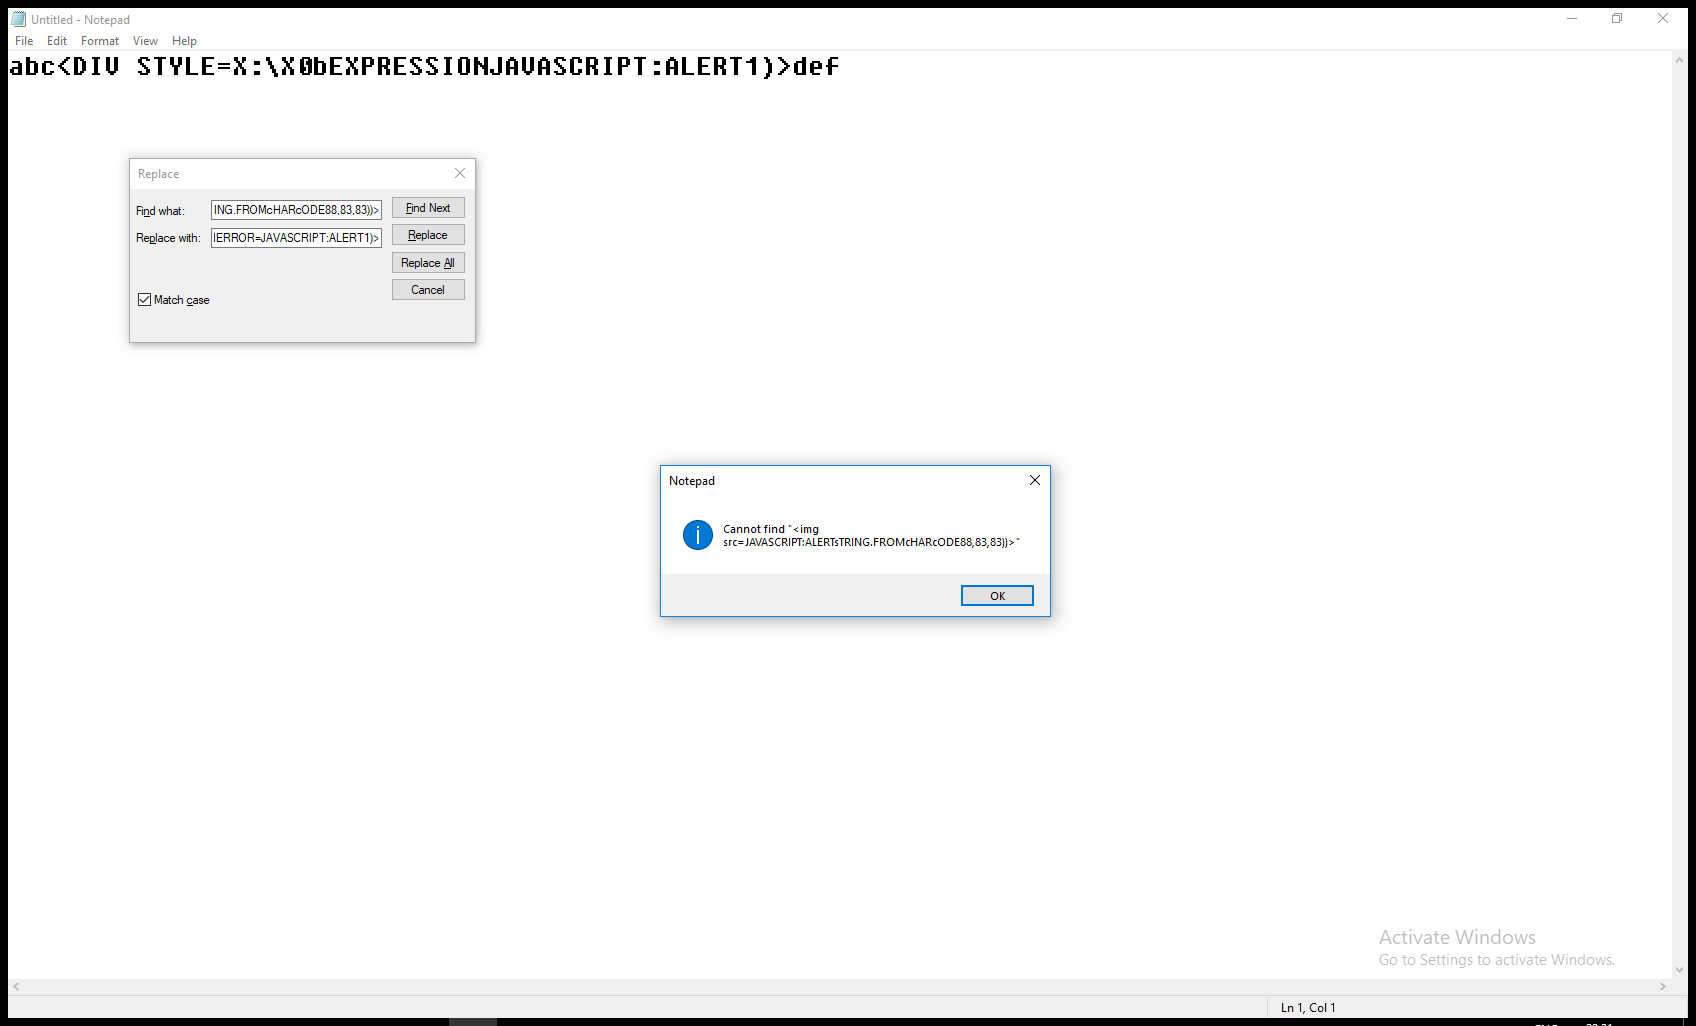 Untitled - Notepad
File Edit Format View Help
abc<DIV STYLE=X:\X0bEXPRESSIONJAVASCRIPT:ALERT1)>def
Replace
Find what: ING.FROMcHARcODE88,83,83))> Find Next
Replace with: ERROR=JAVASCRIPT:ALERT1)> Replace
Replace All
Cancel
Match case
Notepad
Cannot find "<img
src=JAVASCRIPT:ALERTsTRING.FROMcHARcODE88,83,83))>"
OK
Activate Windows
Go to Settings to activate Windows.
Ln 1, Col 1